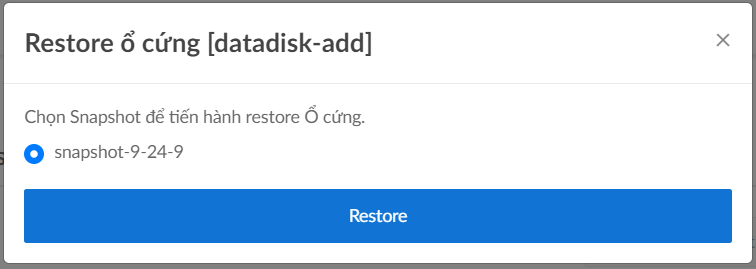 Restore ổ cứng [datadisk-add]
Chọn Snapshot để tiến hành restore Ổ cứng.
snapshot-9-24-9
Restore